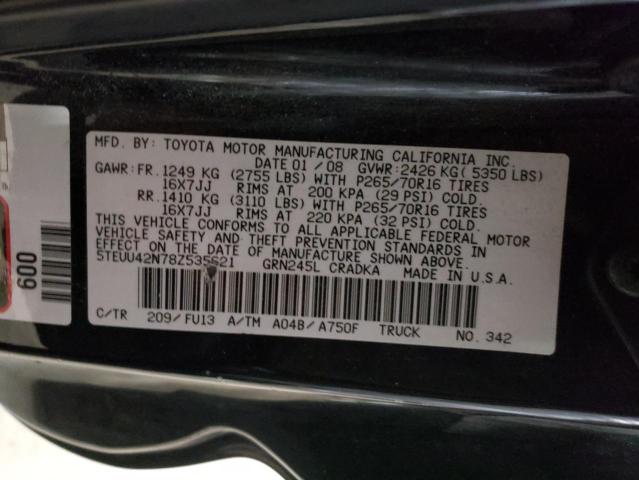 MFD. BY: TOYOTA MOTOR MANUFACTURING CALIFORNIA INC.
DATE 01 / 08 GVWR: 2426 KG( 5350 LBS)
GAWR: FR. 1249 KG (2755 LBS) WITH P265/70R16 TIRES
16X7JJ RIMS AT 200 KPA (29 PSI) COLD.
RR. 1410 KG (3110 LBS) WITH P265/70R16 TIRES
16X7JJ RIMS AT 220 KPA (32 PSI) COLD.
THIS VEHICLE CONFORMS TO ALL APPLICABLE FEDERAL MOTOR
VEHICLE SAFETY AND THEFT PREVENTION STANDARDS IN
EFFECT ON THE DATE OF MANUFACTURE SHOWN ABOVE.
5TEUU42N78Z535621 GRN245L CRADKA MADE IN U.S.A.
C/TR 209/FU13 A/TM A04B/A750F TRUCK NO. 342
600